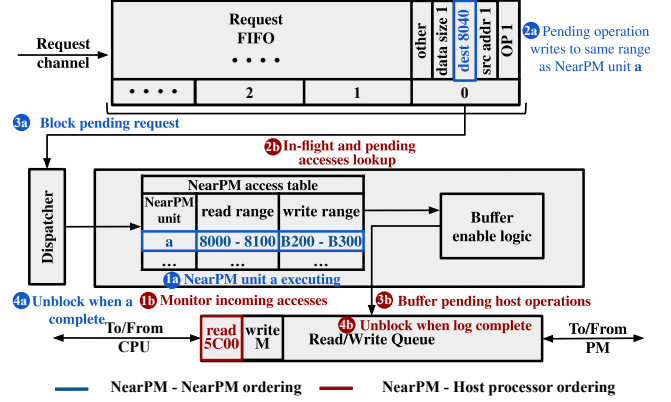 Request
FIFO
• • • •
Request
channel
other
data size 1
dest 8040
src addr 1
OP 1
2a Pending operation
writes to same range
as NearPM unit a
• • • •
2
1
0
3a Block pending request
2b In-flight and pending
accesses lookup
Dispatcher
NearPM access table
NearPM
unit
read range
write range
a
8000 - 8100
B200 - B300
...
...
...
Buffer
enable logic
1a NearPM unit a executing
4a Unblock when a
complete
1b Monitor incoming accesses
3b Buffer pending host operations
4b Unblock when log complete
To/From
CPU
read
5C00
write
M
Read/Write Queue
To/From
PM
NearPM - NearPM ordering
NearPM - Host processor ordering